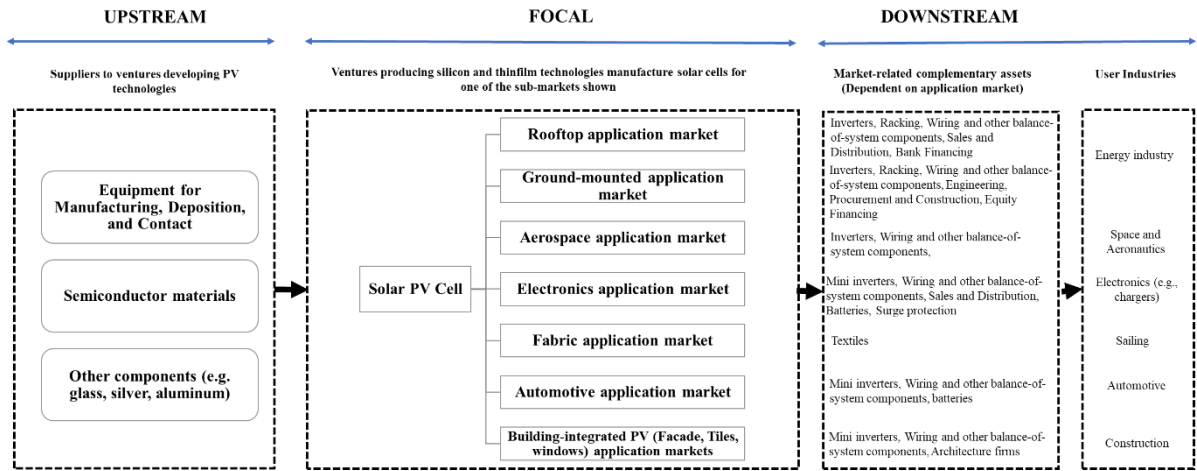 UPSTREAM
FOCAL
DOWNSTREAM
Suppliers to ventures developing PV
technologies
Ventures producing silicon and thinfilm technologies manufacture solar cells for
one of the sub-markets shown
Market-related complementary assets
(Dependent on application market)
User Industries
Equipment for
Manufacturing, Deposition,
and Contact
Semiconductor materials
Other components (e.g.
glass, silver, aluminum)
Solar PV Cell
Rooftop application market
Ground-mounted application
market
Aerospace application market
Electronics application market
Fabric application market
Automotive application market
Building-integrated PV (Facade, Tiles,
windows) application markets
Inverters, Racking, Wiring and other balance-
of-system components, Sales and
Distribution, Bank Financing
Inverters, Racking, Wiring and other balance-
of-system components, Engineering,
Procurement and Construction, Equity
Financing
Inverters, Wiring and other balance-of-
system components,
Mini inverters, Wiring and other balance-of-
system components, Sales and Distribution,
Batteries, Surge protection
Textiles
Mini inverters, Wiring and other balance-of-
system components, batteries
Mini inverters, Wiring and other balance-of-
system components, Architecture firms
Energy industry
Space and
Aeronautics
Electronics (e.g.,
chargers)
Sailing
Automotive
Construction